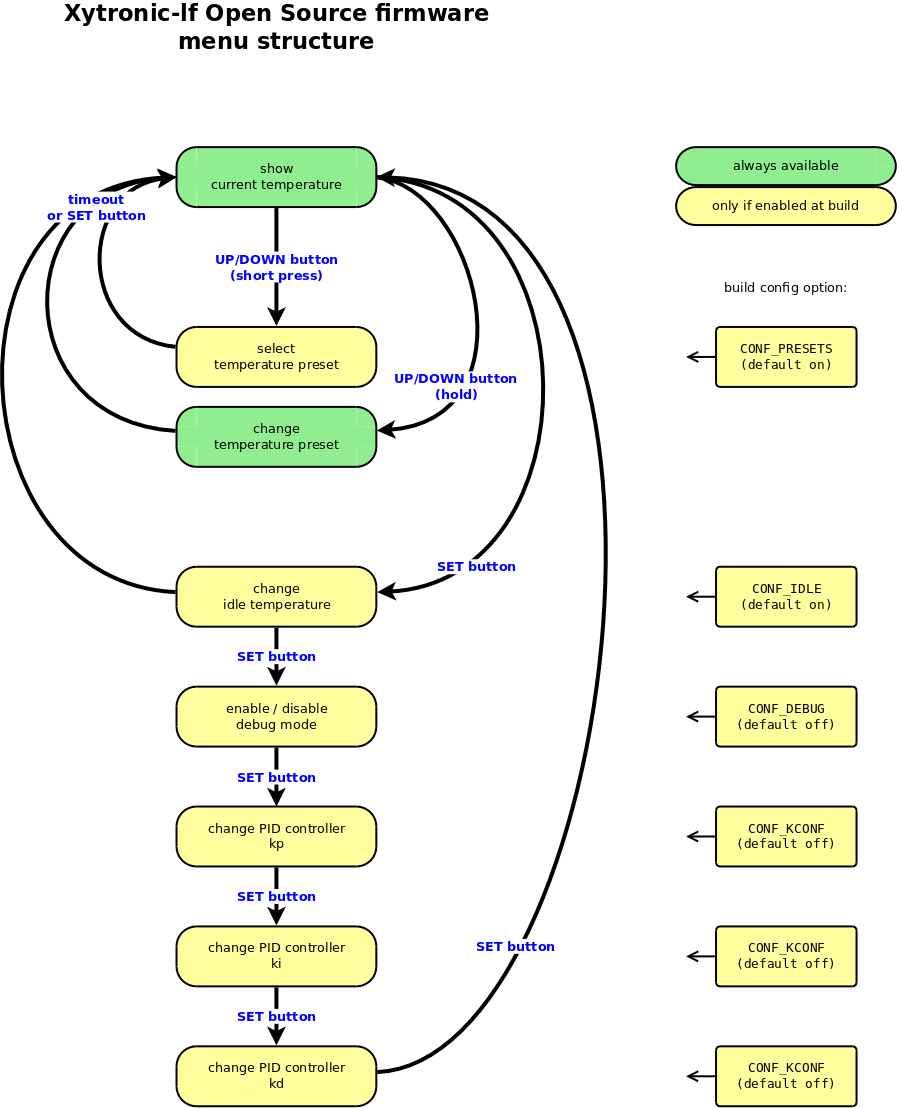 Xytronic-lf Open Source firmware
menu structure
show
current temperature
always available
only if enabled at build
timeout
or SET button
UP/DOWN button
(short press)
build config option:
select
temperature preset
CONF_PRESETS
(default on)
UP/DOWN button
(hold)
change
temperature preset
SET button
change
idle temperature
CONF_IDLE
(default on)
SET button
enable / disable
debug mode
CONF_DEBUG
(default off)
SET button
change PID controller
kp
CONF_KCONF
(default off)
SET button
change PID controller
ki
CONF_KCONF
(default off)
SET button
SET button
change PID controller
kd
CONF_KCONF
(default off)